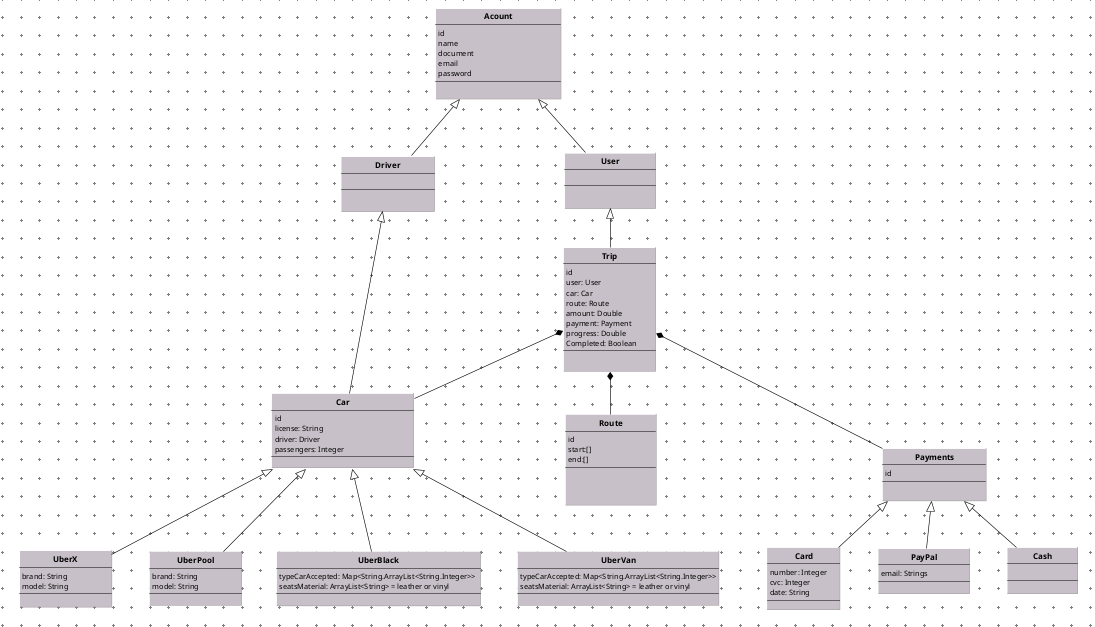 Acount
id
name
document
email
password
Driver
User
Trip
id
user: User
car: Car
route: Route
amount: Double
payment: Payment
progress: Double
Completed: Boolean
Car
id
license: String
driver: Driver
passengers: Integer
Route
id
start:[]
end:[]
Payments
id
UberX
brand: String
model: String
UberPool
brand: String
model: String
UberBlack
typeCarAccepted: Map<String.ArrayList<String.Integer>>
seatsMaterial: ArrayList<String> = leather or vinyl
UberVan
typeCarAccepted: Map<String.ArrayList<String.Integer>>
seatsMaterial: ArrayList<String> = leather or vinyl
Card
number: Integer
cvc: Integer
date: String
PayPal
email: Strings
Cash